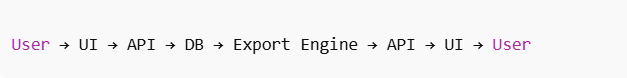 User → UI → API → DB → Export Engine → API → UI → User